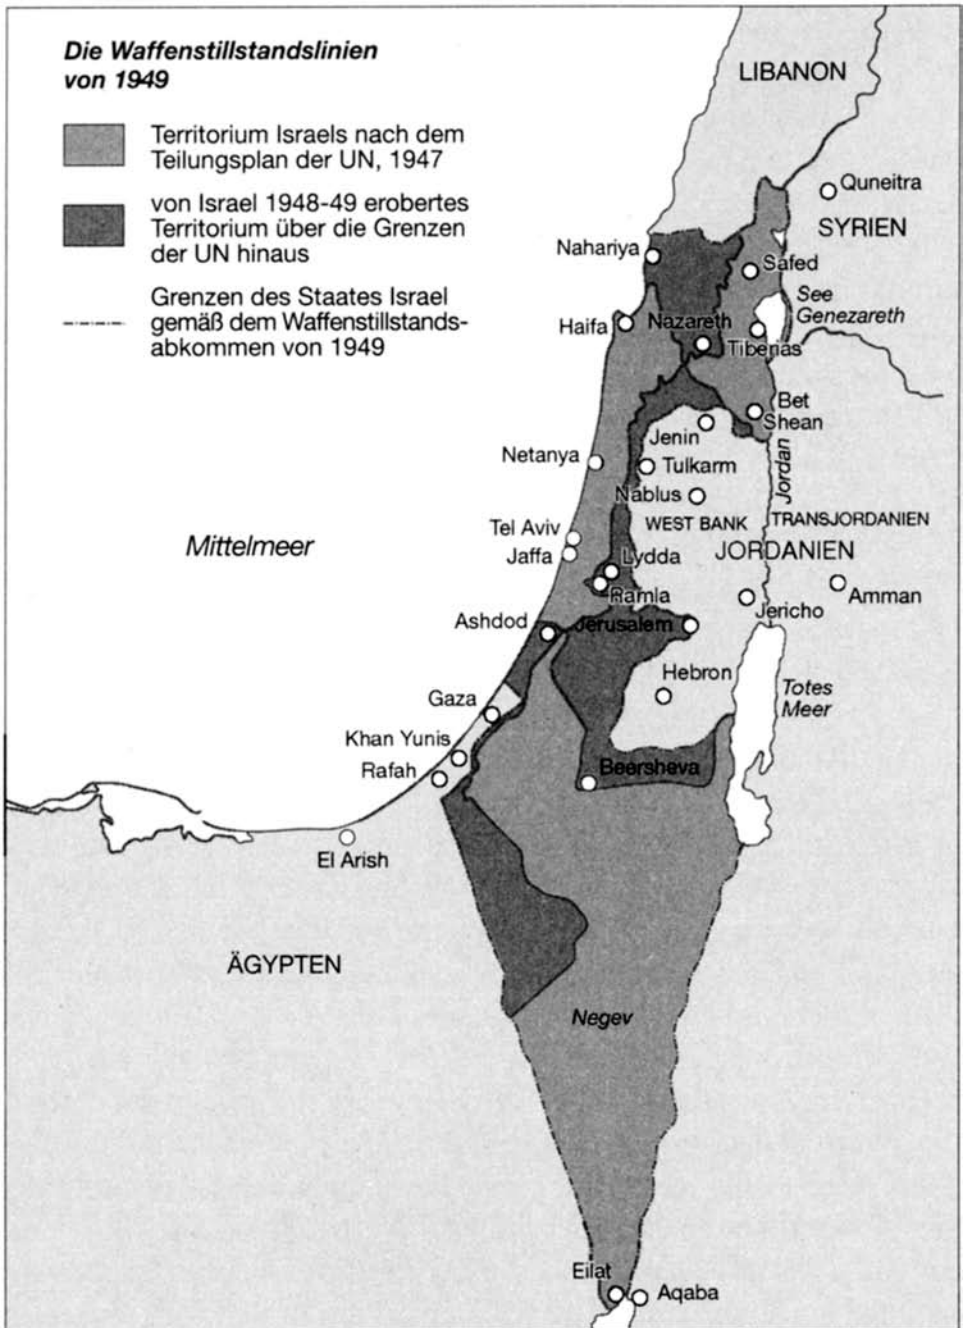 Die Waffenstillstandslinien
von 1949
Territorium Israels nach dem
Teilungsplan der UN, 1947
von Israel 1948-49 erobertes
Territorium über die Grenzen
der UN hinaus
Grenzen des Staates Israel
gemäß dem Waffenstillstands-
abkommen von 1949
LIBANON
Quneitra
SYRIEN
Nahariya
Safed
See
Genezareth
Haifa
Nazareth
Tiberias
Bet
Shean
Jenin
Netanya
Tulkarm
Jordan
Nablus
WEST BANK
TRANSJORDANIEN
Tel Aviv
Mittelmeer
Jaffa
JORDANIEN
Lydda
Ramla
Jericho
Amman
Ashdod
Jerusalem
Hebron
Totes
Meer
Gaza
Khan Yunis
Rafah
Beersheva
El Arish
ÄGYPTEN
Negev
Eilat
Aqaba